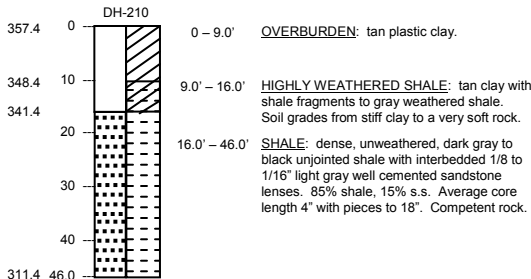 DH-210
357.4 0 0 – 9.0’ OVERBURDEN: tan plastic clay.
348.4 10 9.0’ – 16.0’ HIGHLY WEATHERED SHALE: tan clay with
shale fragments to gray weathered shale.
341.4
Soil grades from stiff clay to a very soft rock.
20 16.0’ – 46.0’ SHALE: dense, unweathered, dark gray to
black unjointed shale with interbedded 1/8 to
1/16” light gray well cemented sandstone
30 lenses. 85% shale, 15% s.s. Average core
length 4” with pieces to 18”. Competent rock.
40
311.4 46.0